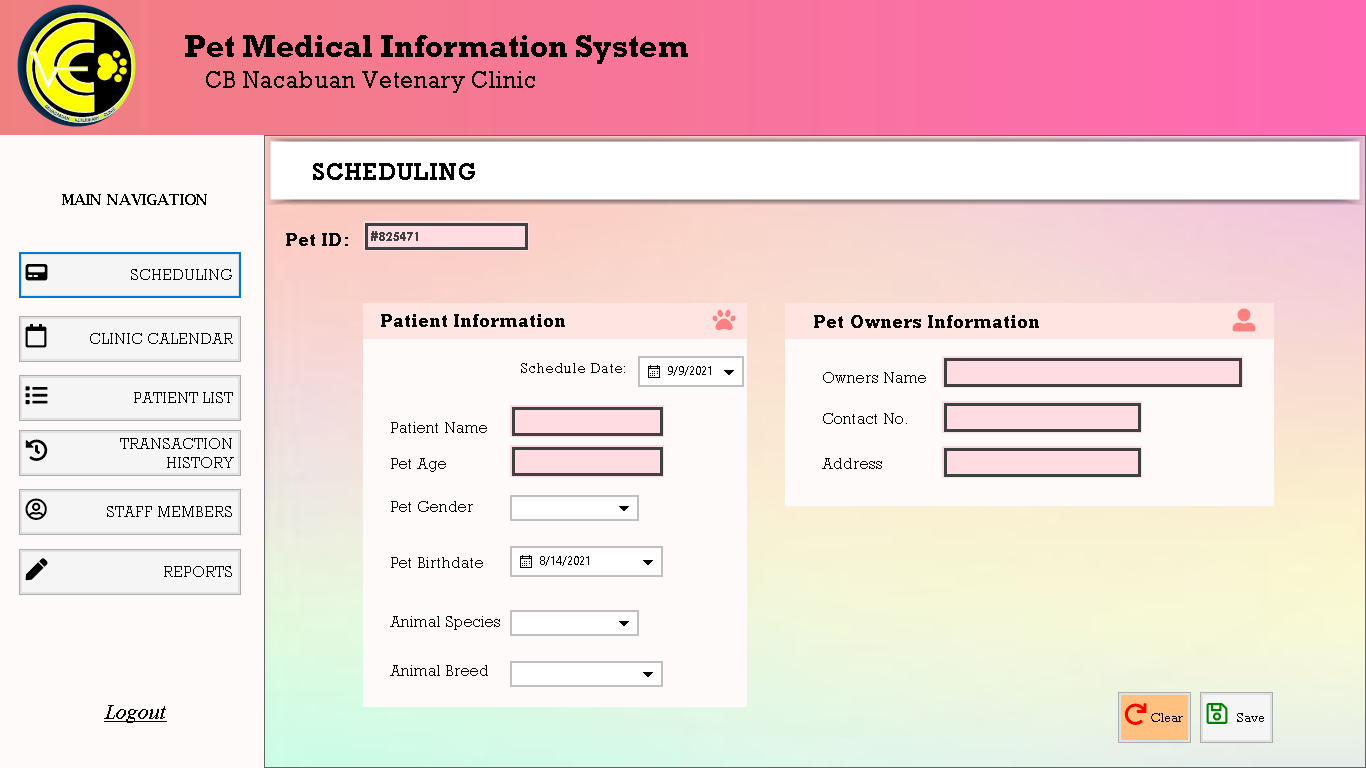 Pet Medical Information System
CB Nacabuan Vetenary Clinic
MAIN NAVIGATION
SCHEDULING
CLINIC CALENDAR
PATIENT LIST
TRANSACTION
HISTORY
STAFF MEMBERS
REPORTS
Logout
SCHEDULING
Pet ID: #825471
Patient Information
Schedule Date: 9/9/2021
Patient Name
Pet Age
Pet Gender
Pet Birthdate 8/14/2021
Animal Species
Animal Breed
Pet Owners Information
Owners Name
Contact No.
Address
Clear
Save